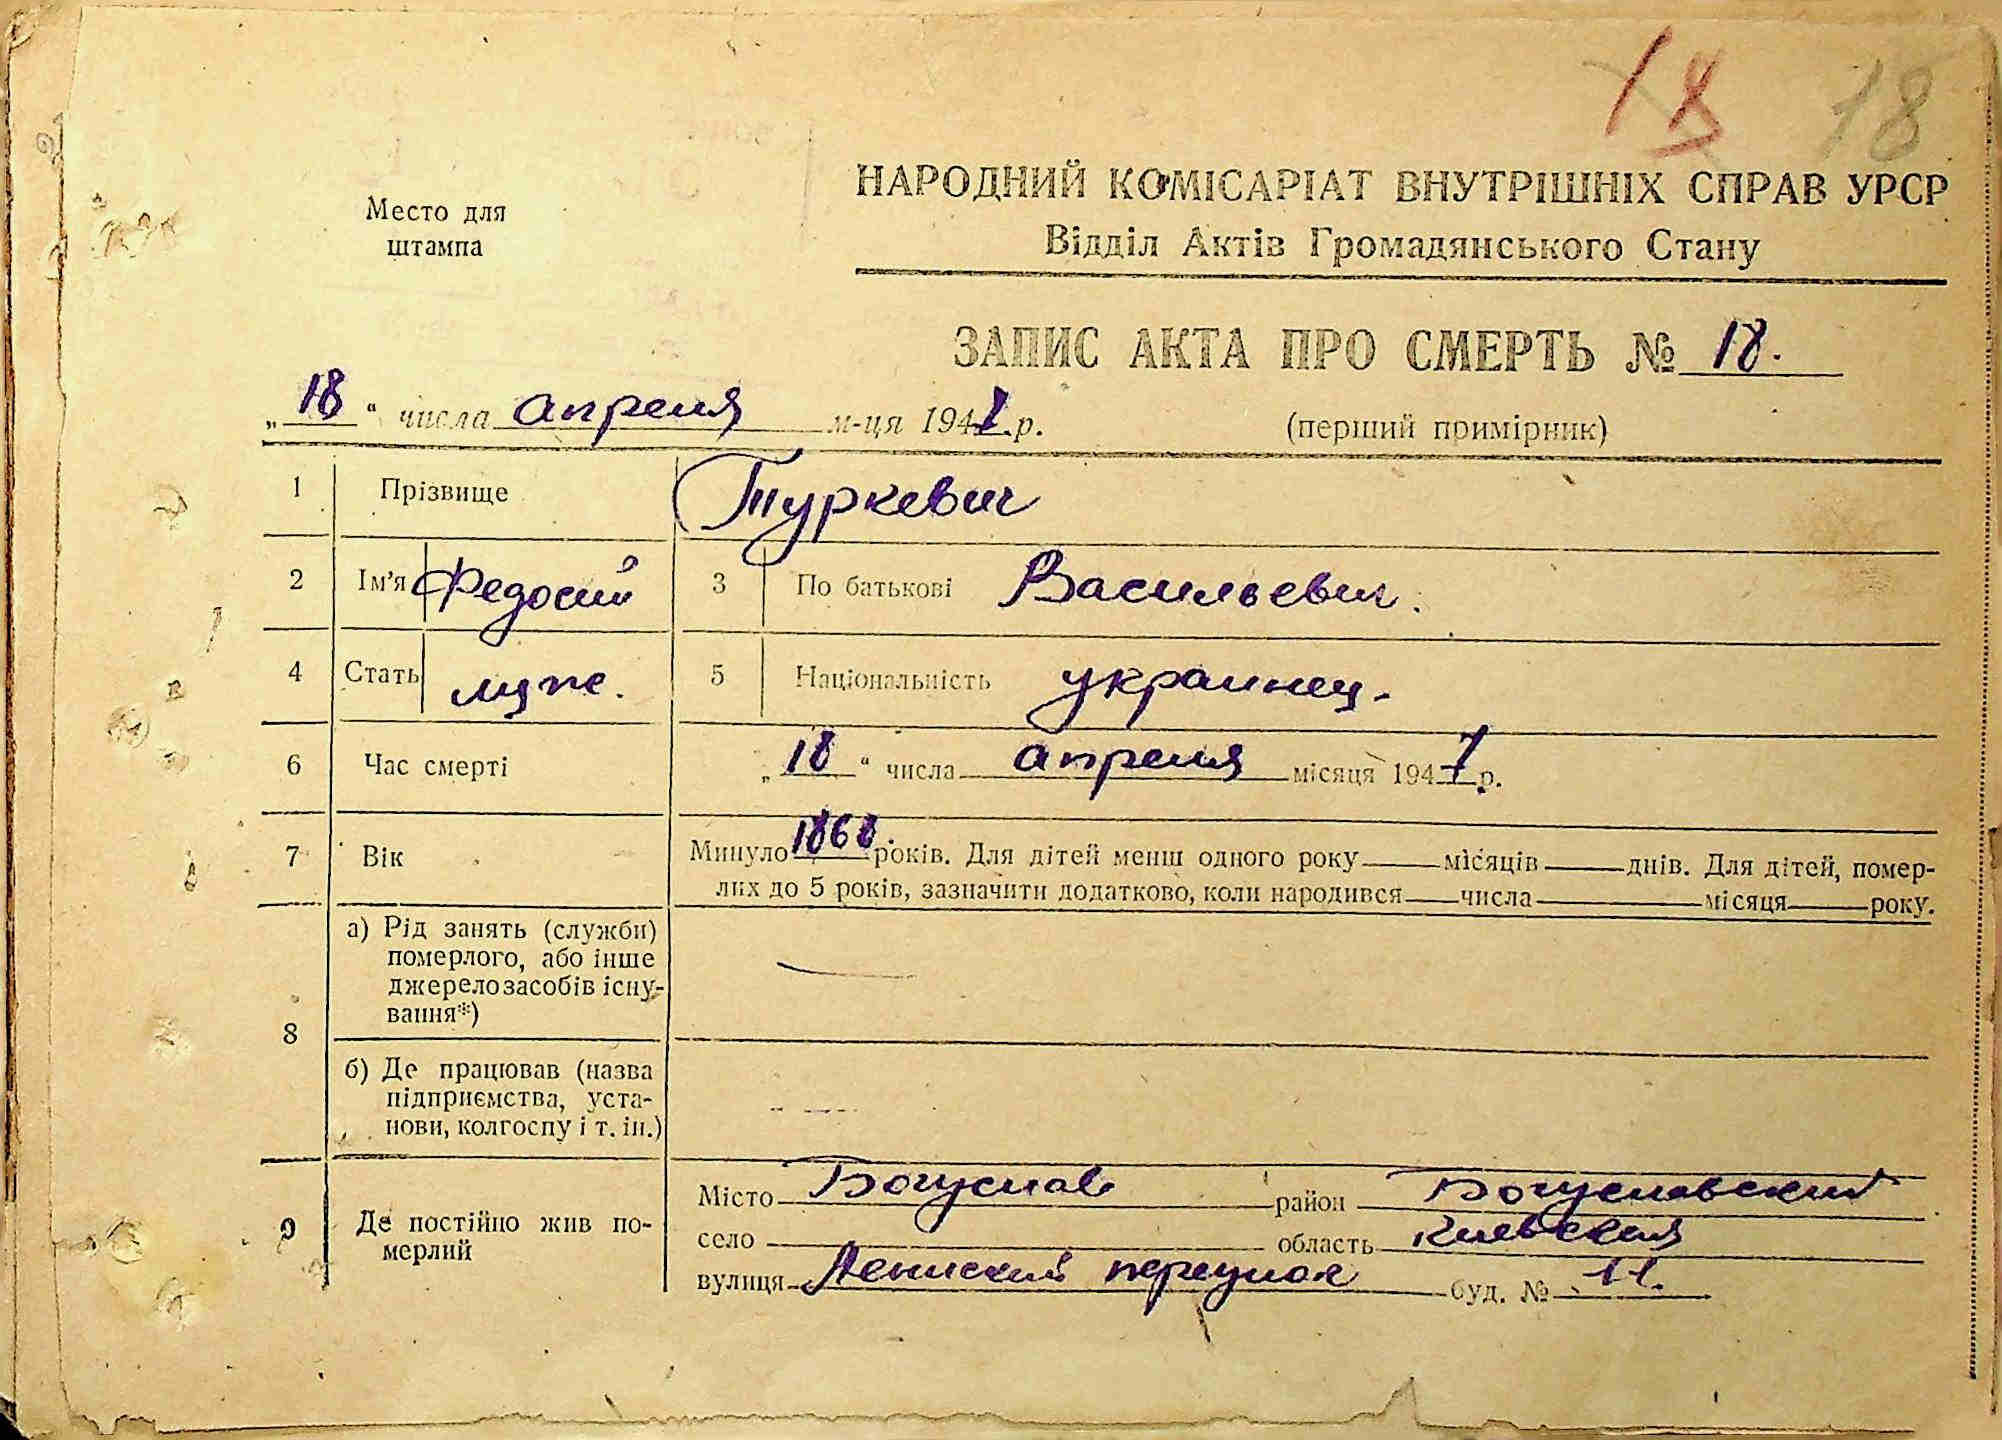 18 18
Место для
штампа
НАРОДНИЙ КОМІСАРІАТ ВНУТРІШНІХ СПРАВ УРСР
Відділ Актів Громадянського Стану
ЗАПИС АКТА ПРО СМЕРТЬ № 18.
„18“ числа апреля м-ця 1947 р.
(перший примірник)
1 Прізвище Туркевич
2 Ім’я Федосий 3 По батькові Васильевич.
4 Стать муж. 5 Національність украинец.
6 Час смерті „18“ числа апреля місяця 1947 р.
7 Вік Минуло 1868. років. Для дітей менш одного року місяців днів. Для дітей, помер-
лих до 5 років, зазначити додатково, коли народився числа місяця року.
8 а) Рід занять (служби)
померлого, або інше
джерело засобів існу-
вання*)
б) Де працював (назва
підприємства, уста-
нови, колгоспу і т. ін.)
9 Де постійно жив по-
мерлий
Місто Богуслав район Богуславский
село область Киевская
вулиця Ленинский переулок буд. № 11.